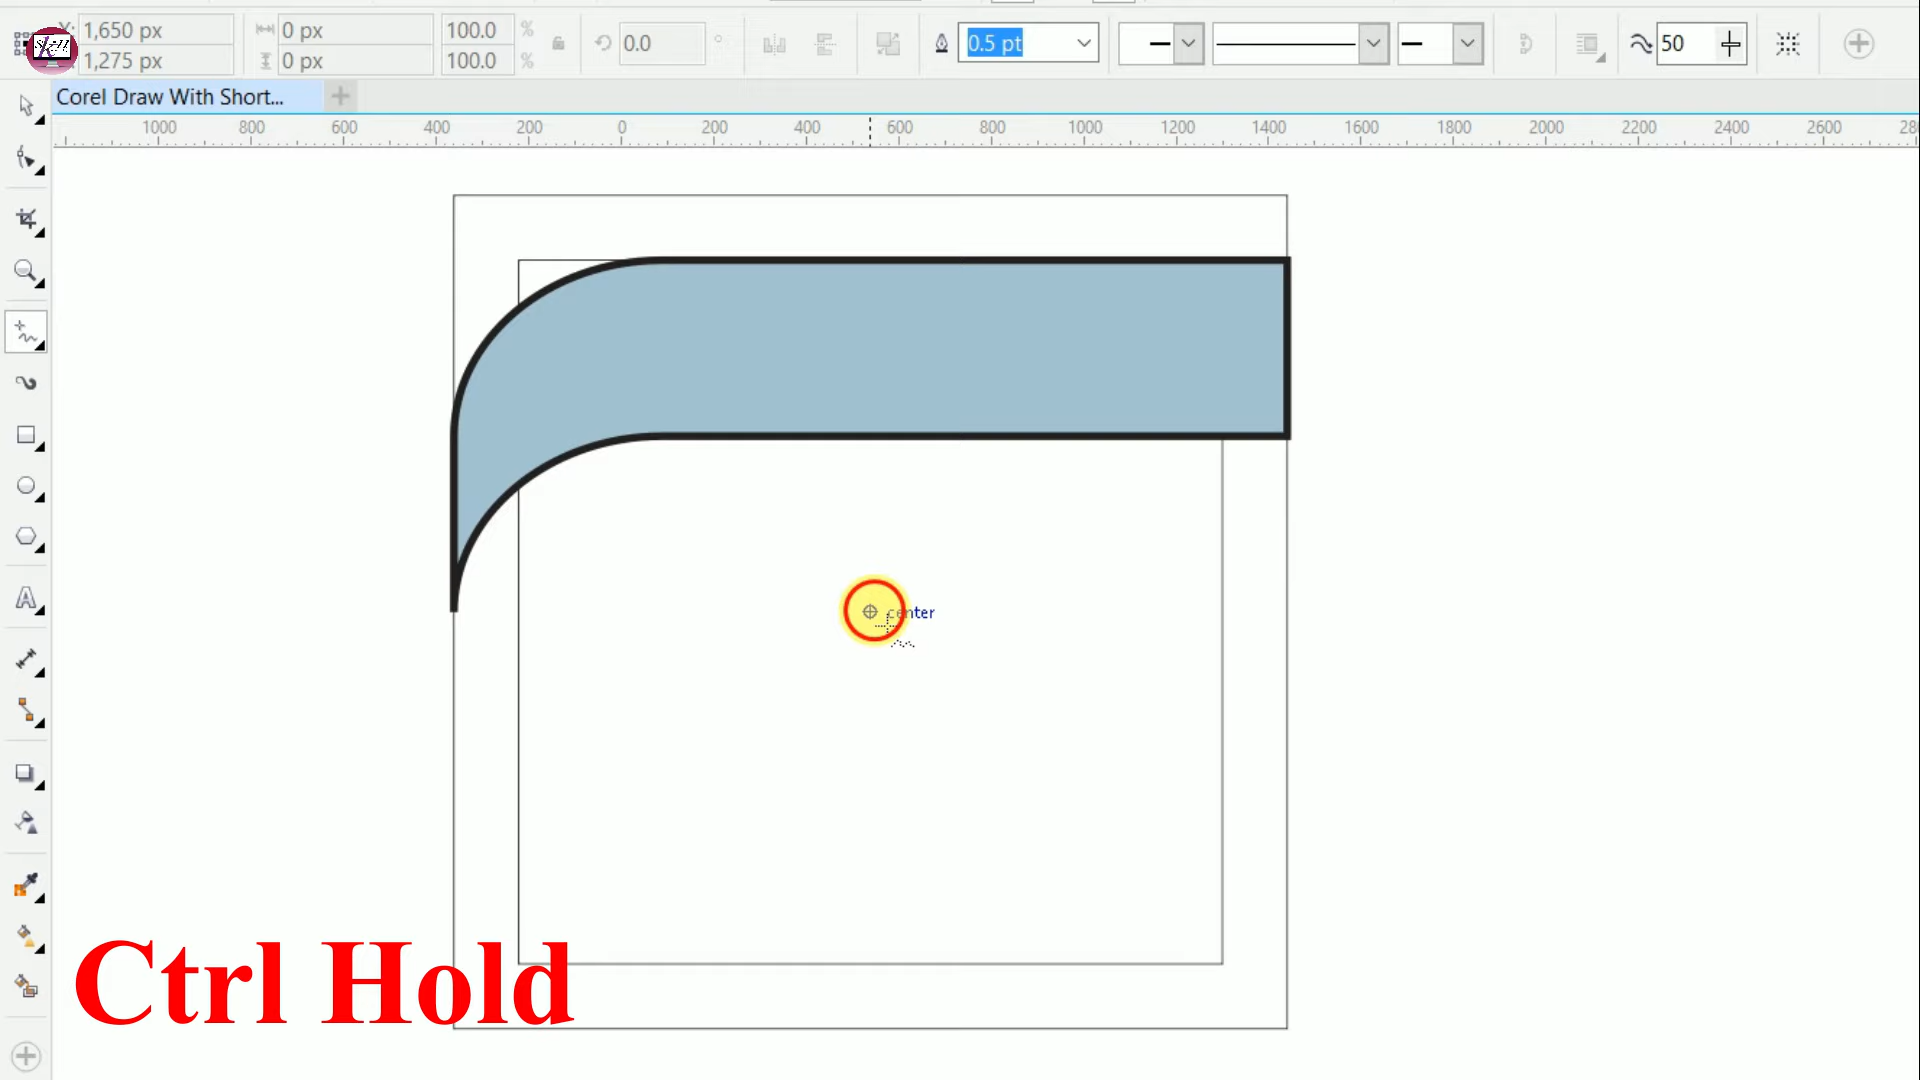 X: 1,650 px 0 px 100.0 % 0.0 ° 0.5 pt 50
1,275 px 0 px 100.0 %
Corel Draw With Short...
1000 800 600 400 200 0 200 400 600 800 1000 1200 1400 1600 1800 2000 2200 2400 2600
center
Ctrl Hold